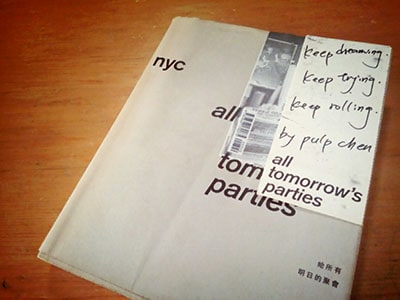 nyc
all
tom
parties
keep dreaming.
keep trying.
keep rolling.
by pulp chen
all
tomorrow's
parties
給所有
明日的聚會